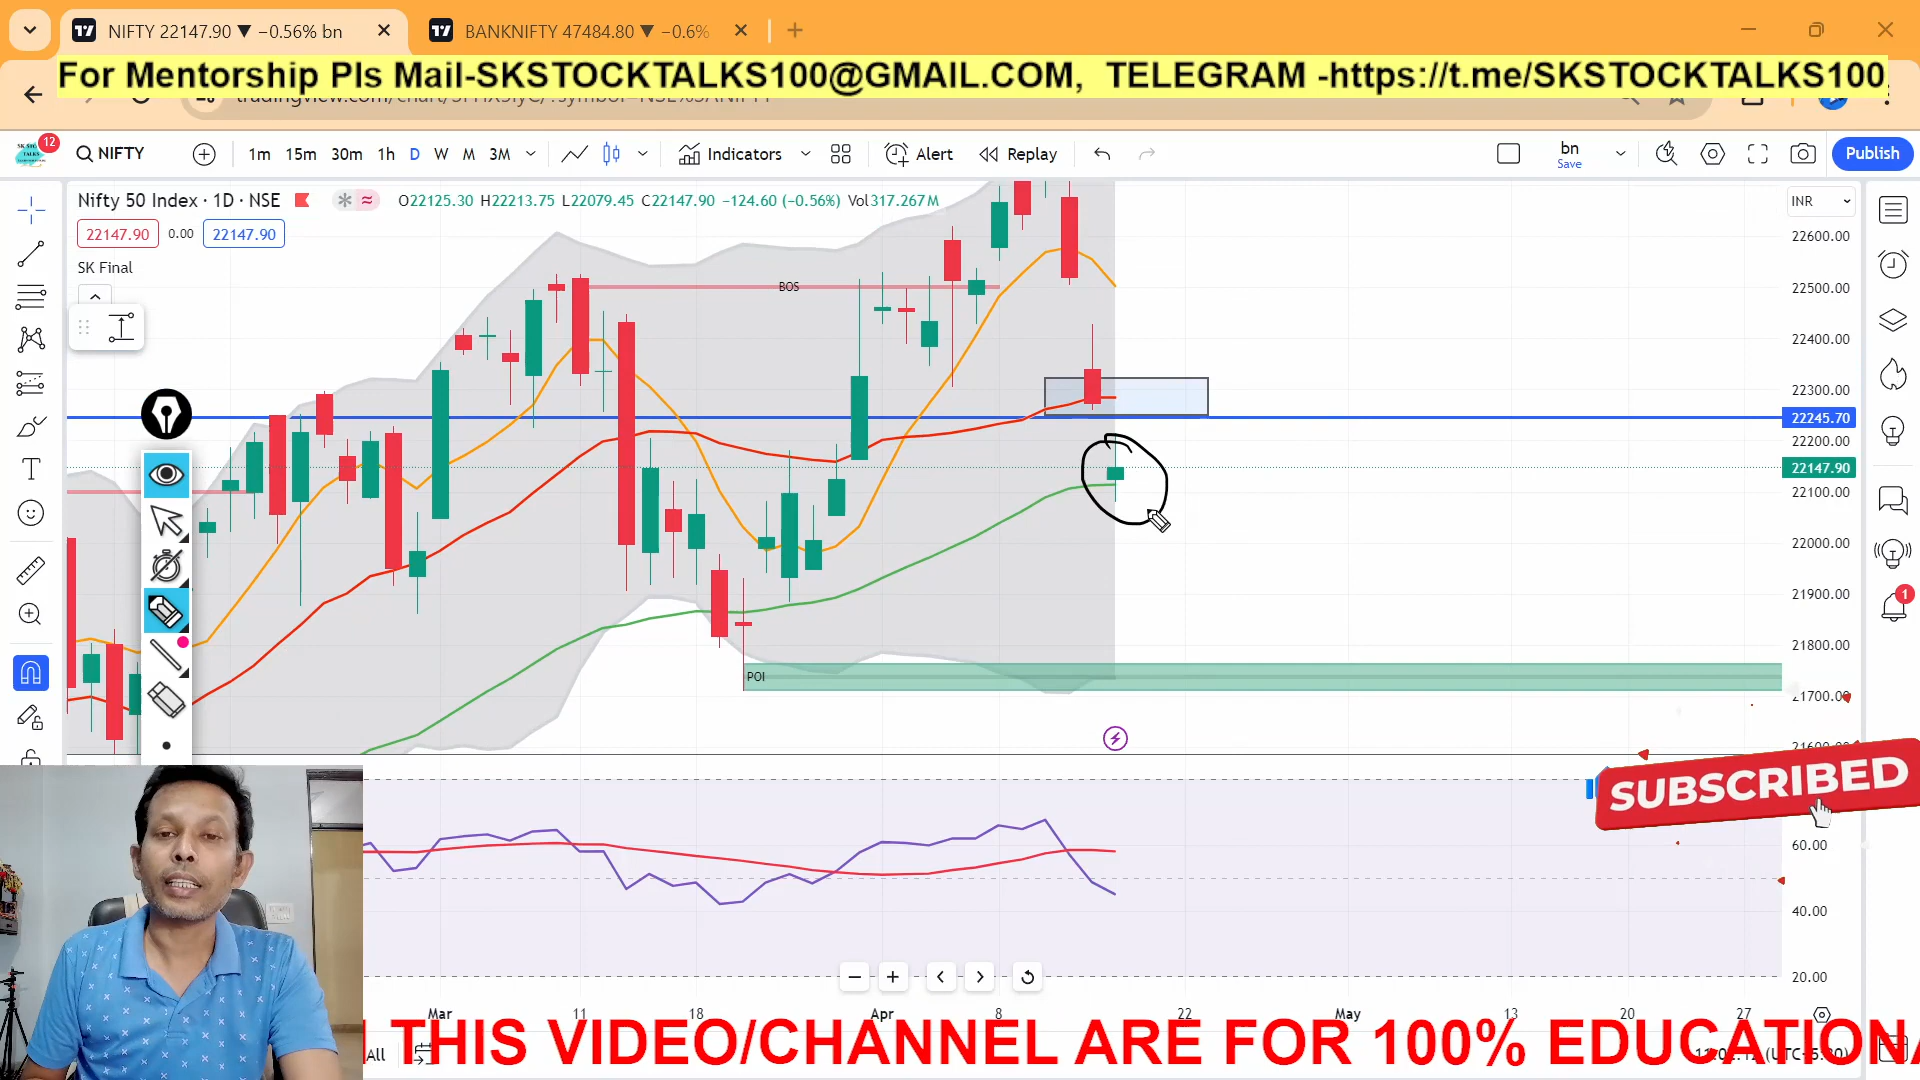 NIFTY 22147.90 ▼ −0.56% bn
BANKNIFTY 47484.80 ▼ −0.6%
For Mentorship Pls Mail-SKSTOCKTALKS100@GMAIL.COM, TELEGRAM -https://t.me/SKSTOCKTALKS100
12
NIFTY
1m 15m 30m 1h D W M 3M
Indicators
Alert
Replay
bn
Save
Publish
Nifty 50 Index · 1D · NSE
O22125.30 H22213.75 L22079.45 C22147.90 −124.60 (−0.56%) Vol317.267M
INR
22147.90 0.00 22147.90
SK Final
BOS
POI
22600.00
22500.00
22400.00
22300.00
22245.70
22200.00
22147.90
22100.00
22000.00
21900.00
21800.00
21700.00
1
SUBSCRIBED
60.00
40.00
20.00
Mar 11 18 Apr 8 22 May 13 20 27
THIS VIDEO/CHANNEL ARE FOR 100% EDUCATION
All